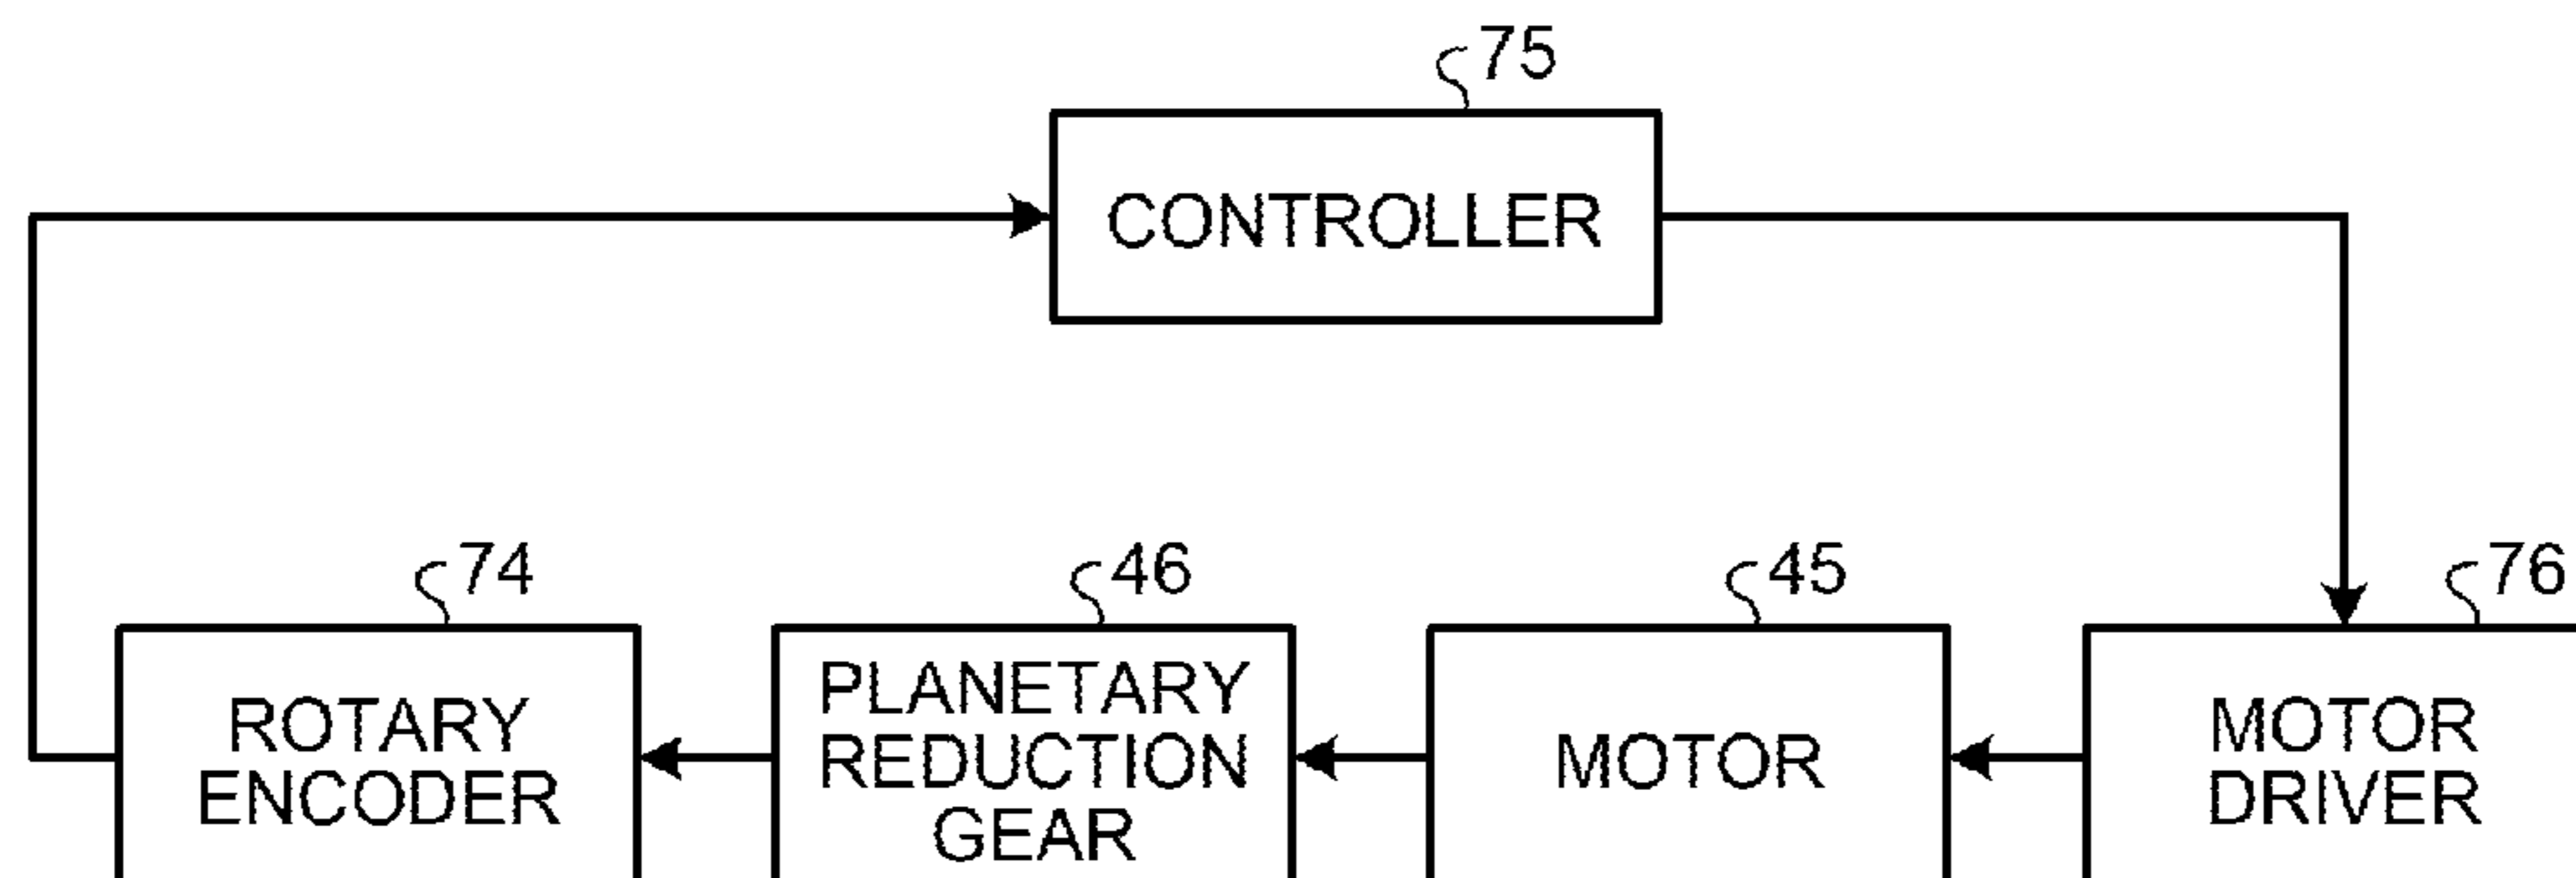 75
CONTROLLER
74
46
45
76
ROTARY
ENCODER
PLANETARY
REDUCTION
GEAR
MOTOR
MOTOR
DRIVER